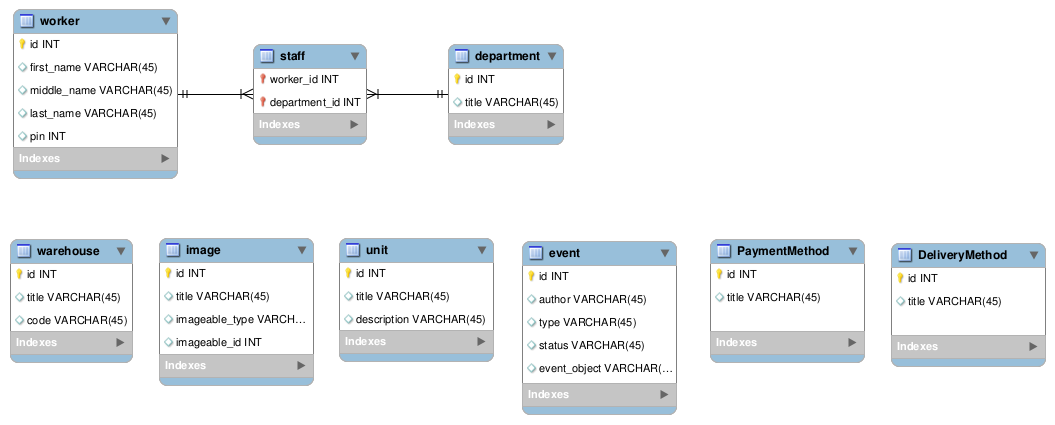 worker
id INT
first_name VARCHAR(45)
middle_name VARCHAR(45)
last_name VARCHAR(45)
pin INT
Indexes
staff
worker_id INT
department_id INT
Indexes
department
id INT
title VARCHAR(45)
Indexes
warehouse
id INT
title VARCHAR(45)
code VARCHAR(45)
Indexes
image
id INT
title VARCHAR(45)
imageable_type VARCH...
imageable_id INT
Indexes
unit
id INT
title VARCHAR(45)
description VARCHAR(45)
Indexes
event
id INT
author VARCHAR(45)
type VARCHAR(45)
status VARCHAR(45)
event_object VARCHAR(...
Indexes
PaymentMethod
id INT
title VARCHAR(45)
Indexes
DeliveryMethod
id INT
title VARCHAR(45)
Indexes